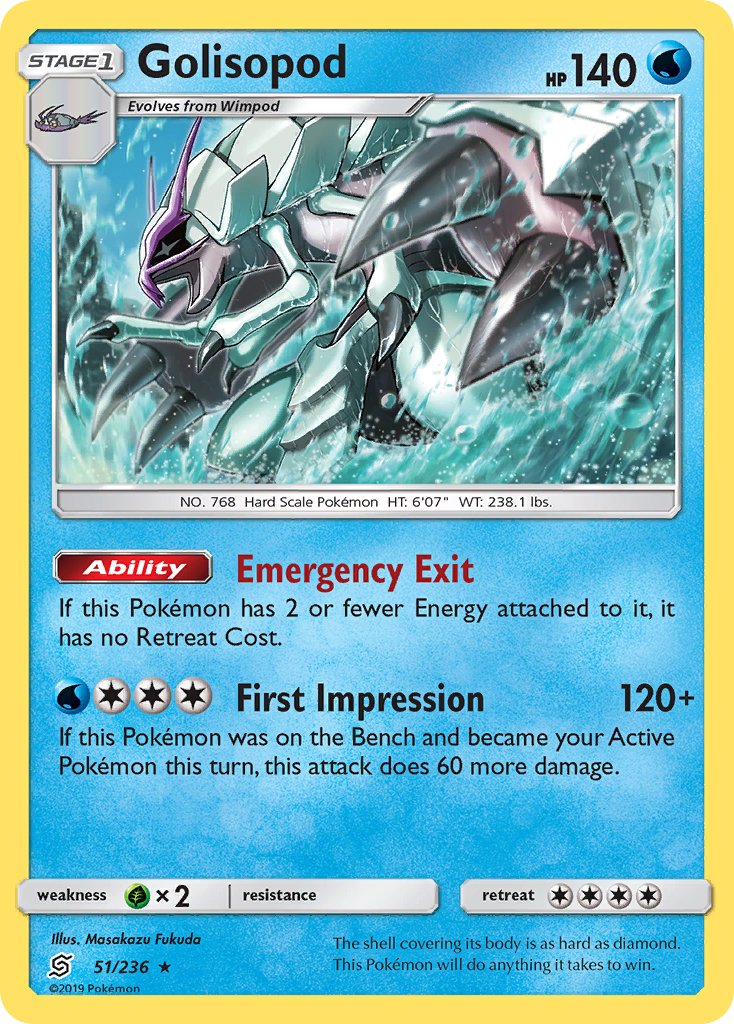 STAGE1
Golisopod
HP 140
Evolves from Wimpod
NO. 768 Hard Scale Pokémon HT: 6'07" WT: 238.1 lbs.
Ability Emergency Exit
If this Pokémon has 2 or fewer Energy attached to it, it
has no Retreat Cost.
First Impression 120+
If this Pokémon was on the Bench and became your Active
Pokémon this turn, this attack does 60 more damage.
weakness ×2 resistance retreat
Illus. Masakazu Fukuda
51/236 ★
©2019 Pokémon
The shell covering its body is as hard as diamond.
This Pokémon will do anything it takes to win.